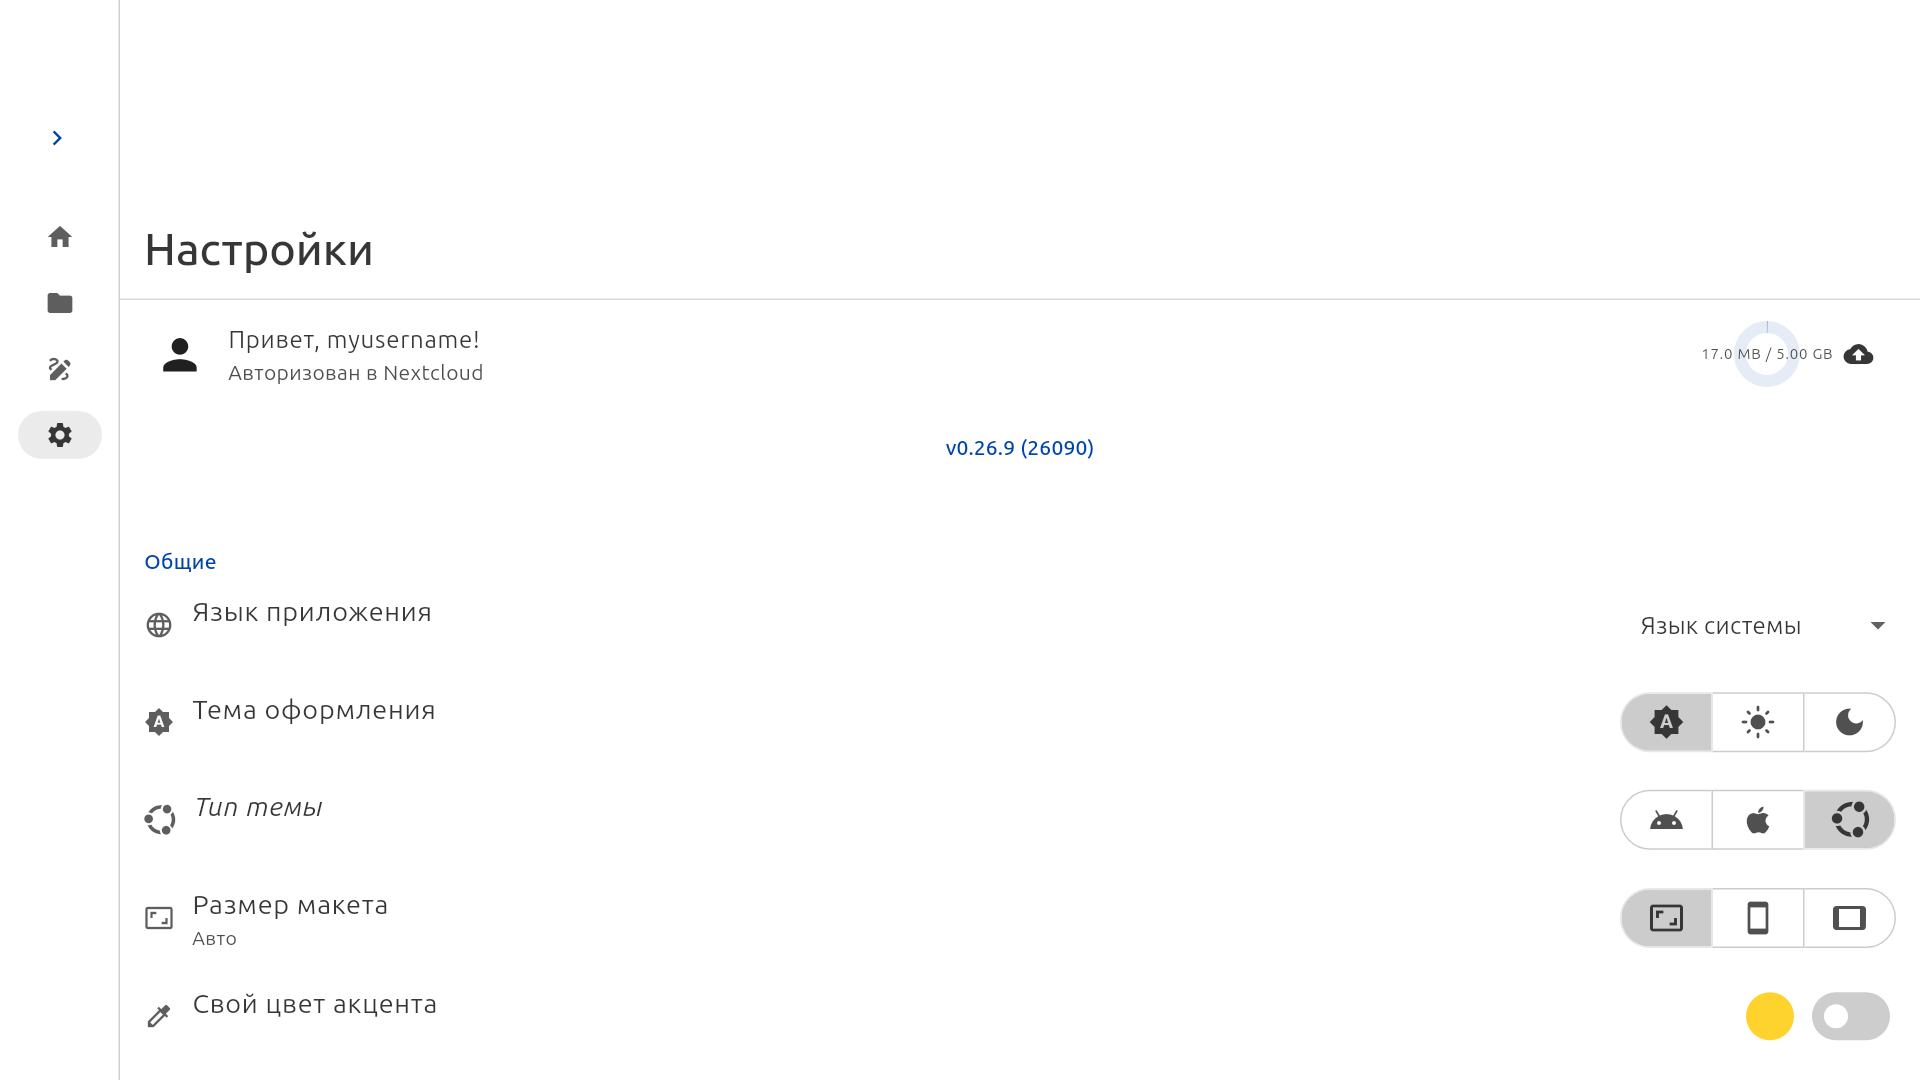 Настройки
Привет, myusername!
Авторизован в Nextcloud
17.0 MB / 5.00 GB
v0.26.9 (26090)
Общие
Язык приложения
Язык системы
Тема оформления
Тип темы
Размер макета
Авто
Свой цвет акцента